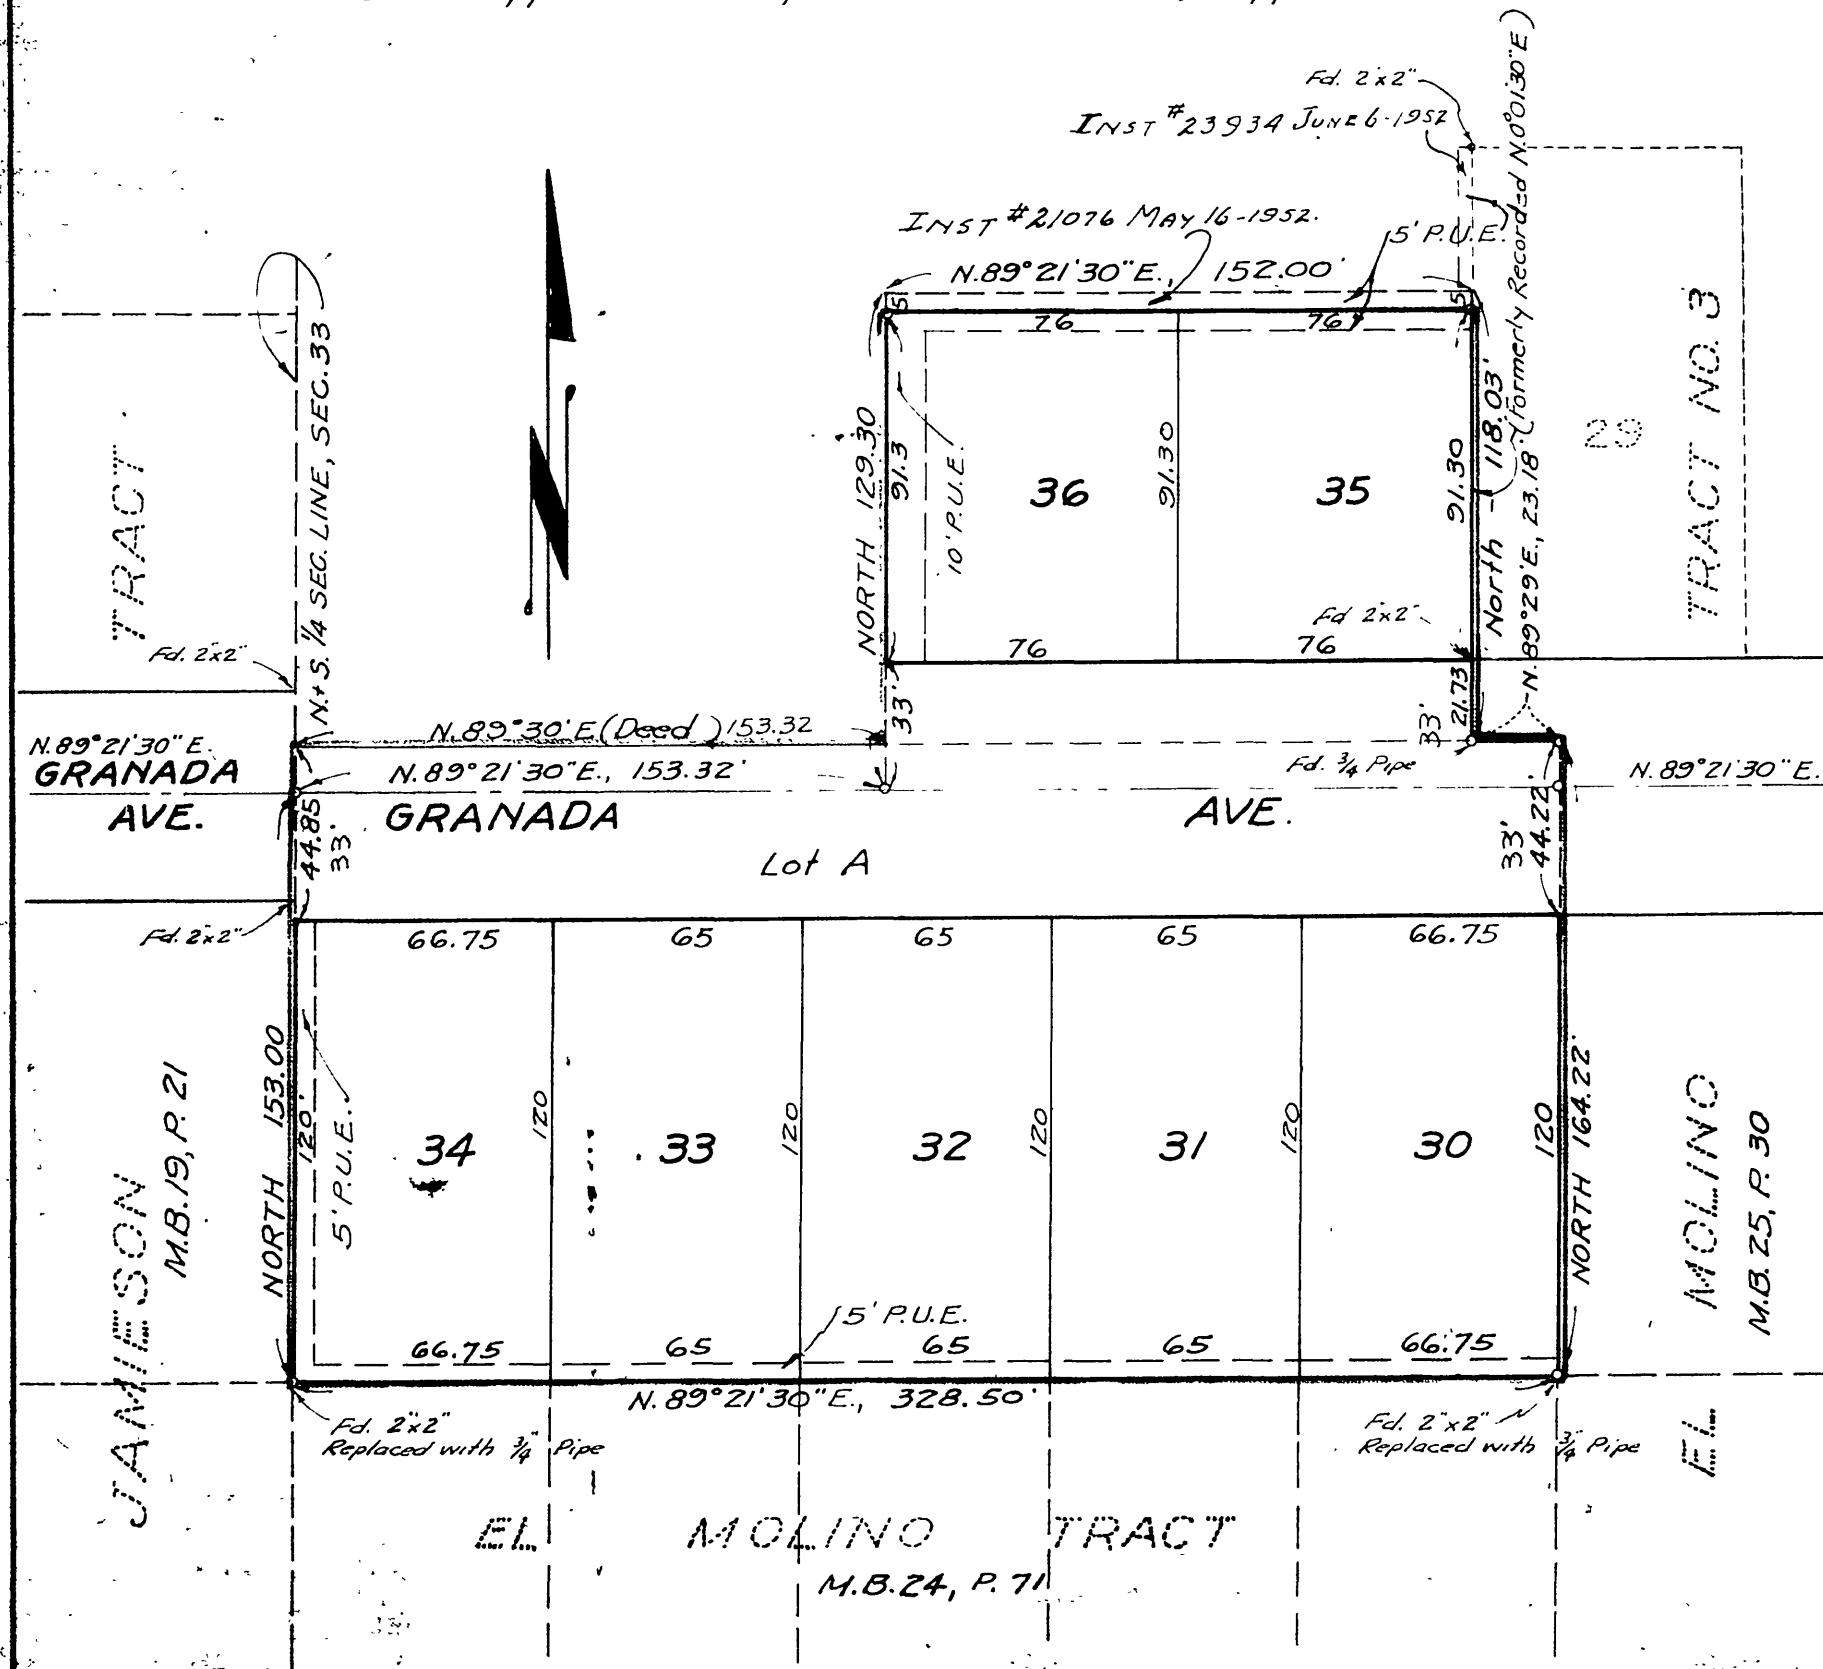 Fd. 2"x2"
INST #23934 JUNE 6-1952
(Formerly Recorded N.0°01'30"E)
INST #21076 MAY 16-1952.
5' P.U.E.
N.89°21'30"E., 152.00'
5
5
76
76
N.+S. 1/4 SEC. LINE, SEC. 33
TRACT
NORTH 129.30
91.3
10' P.U.E.
36
91.30
35
91.30
North - 118.03'
N.89°29'E., 23.18'
29
TRACT NO. 3
Fd 2"x2"
76
76
Fd. 2"x2"
33'
21.73
33'
N.89°30'E (Deed) 153.32
N.89°21'30"E.
GRANADA
AVE.
N.89°21'30"E., 153.32'
Fd. 3/4 Pipe
N.89°21'30"E.
GRANADA
AVE.
44.85
33'
Lot A
33'
44.22'
Fd. 2"x2"
66.75
65
65
65
66.75
NORTH 153.00
120'
5' P.U.E.
34
120
33
120
32
120
31
120
30
120
NORTH 164.22'
JAMIESON
M.B. 19, P. 21
EL MOLINO
M.B. 25, P. 30
5' P.U.E.
66.75
65
65
65
66.75
N.89°21'30"E., 328.50'
Fd. 2"x2"
Replaced with 3/4" Pipe
Fd. 2"x2"
Replaced with 3/4" Pipe
EL MOLINO TRACT
M.B. 24, P. 71